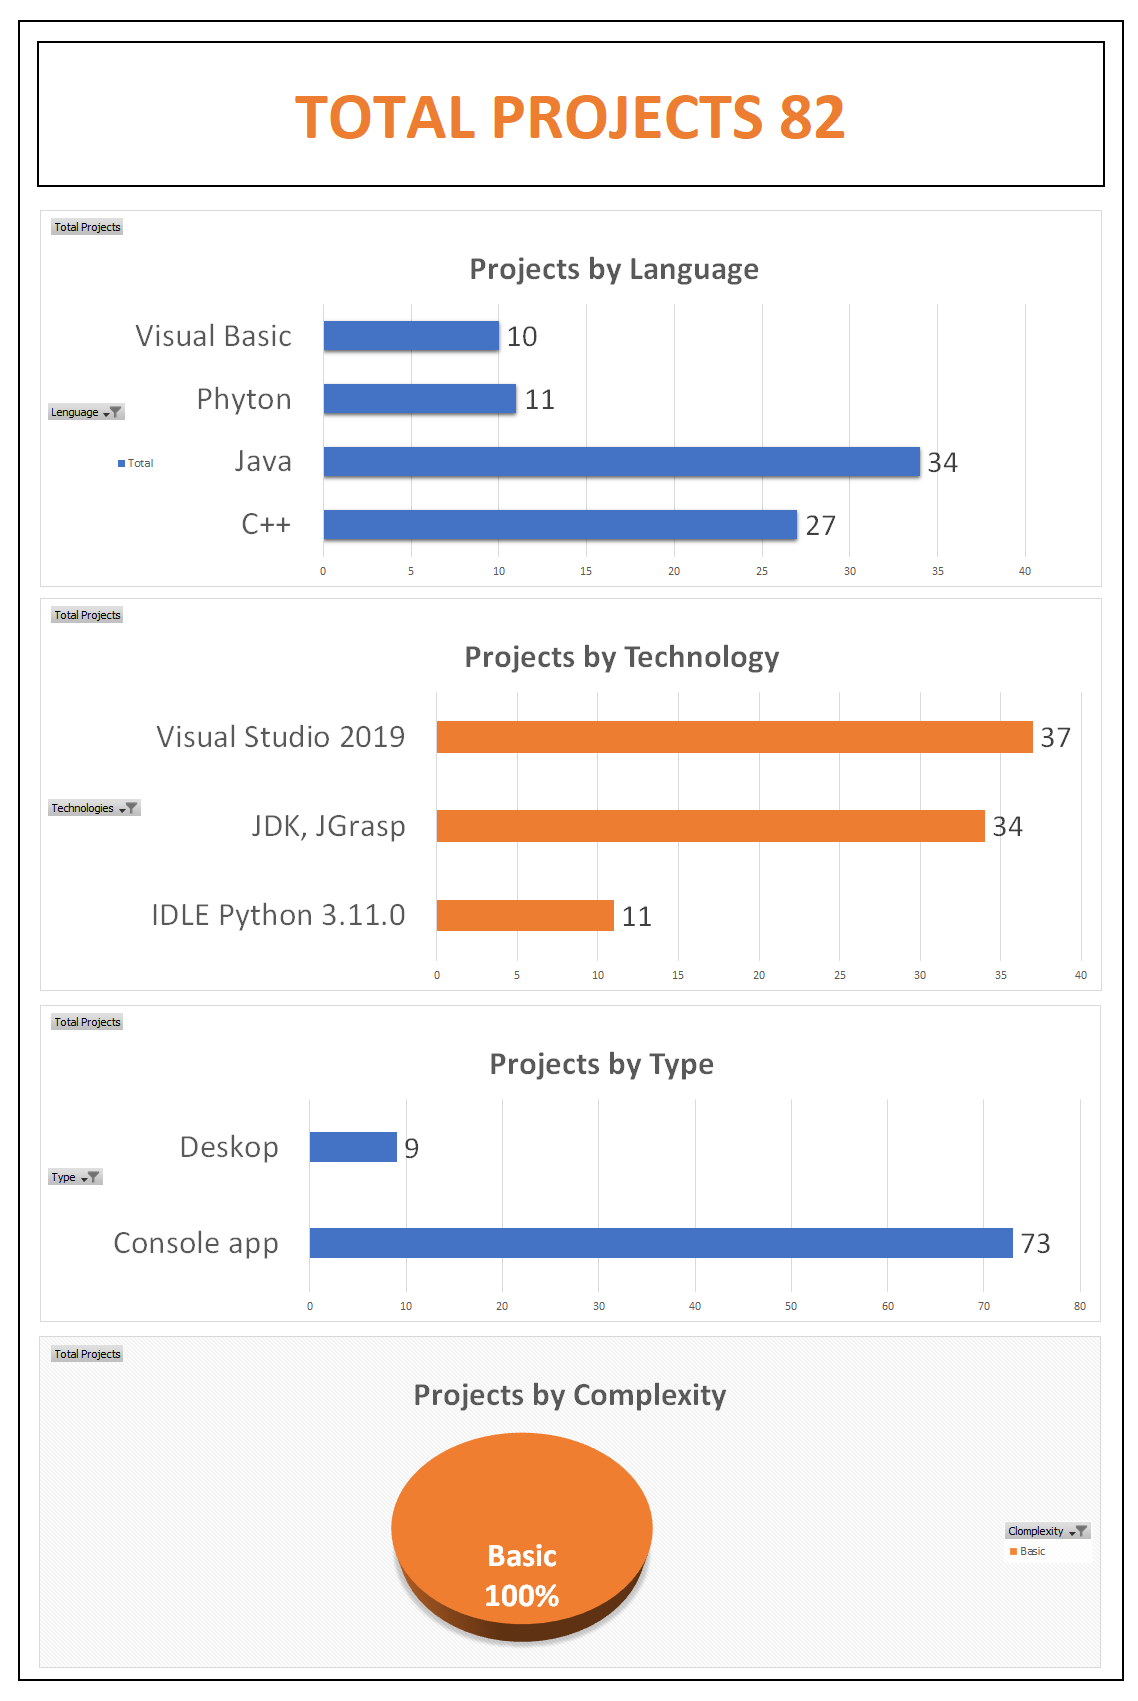 TOTAL PROJECTS 82
Total Projects
Projects by Language
Visual Basic 10
Phyton 11
Lenguage
Java 34
Total
C++ 27
0 5 10 15 20 25 30 35 40
Total Projects
Projects by Technology
Visual Studio 2019 37
Technologies
JDK, JGrasp 34
IDLE Python 3.11.0 11
0 5 10 15 20 25 30 35 40
Total Projects
Projects by Type
Deskop 9
Type
Console app 73
0 10 20 30 40 50 60 70 80
Total Projects
Projects by Complexity
Basic
100%
Clomplexity
Basic